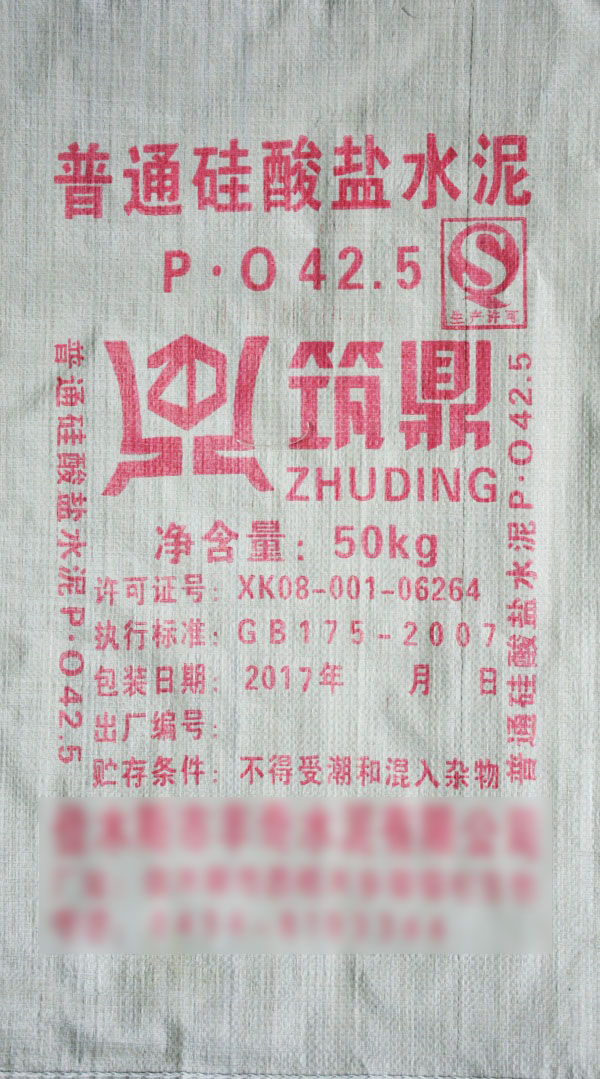 普通硅酸盐水泥
P·O 42.5
生产许可
筑鼎
ZHUDING
净含量：50kg
许可证号：XK08-001-06264
执行标准：GB175-2007
包装日期：2017年 月 日
出厂编号：
贮存条件：不得受潮和混入杂物
普通硅酸盐水泥P·O42.5
普通硅酸盐水泥P·O42.5